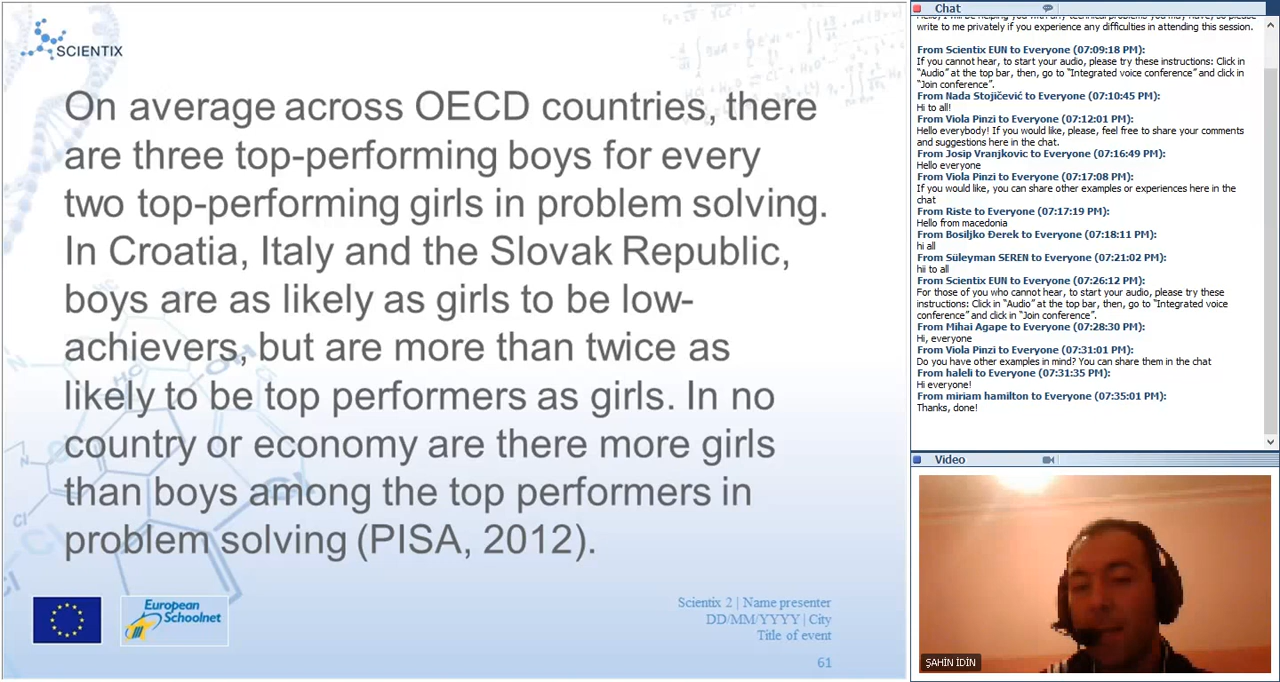 SCIENTIX
On average across OECD countries, there
are three top-performing boys for every
two top-performing girls in problem solving.
In Croatia, Italy and the Slovak Republic,
boys are as likely as girls to be low-
achievers, but are more than twice as
likely to be top performers as girls. In no
country or economy are there more girls
than boys among the top performers in
problem solving (PISA, 2012).
European
Schoolnet
Scientix 2 | Name presenter
DD/MM/YYYY | City
Title of event
61
Chat
write to me privately if you experience any difficulties in attending this session.
From Scientix EUN to Everyone (07:09:18 PM):
If you cannot hear, to start your audio, please try these instructions: Click in
"Audio" at the top bar, then, go to "Integrated voice conference" and click in
"Join conference".
From Nada Stojičević to Everyone (07:10:45 PM):
Hi to all!
From Viola Pinzi to Everyone (07:12:01 PM):
Hello everybody! If you would like, please, feel free to share your comments
and suggestions here in the chat.
From Josip Vranjkovic to Everyone (07:16:49 PM):
Hello everyone
From Viola Pinzi to Everyone (07:17:08 PM):
If you would like, you can share other examples or experiences here in the
chat
From Riste to Everyone (07:17:19 PM):
Hello from macedonia
From Bosiljko Đerek to Everyone (07:18:11 PM):
hi all
From Süleyman SEREN to Everyone (07:21:02 PM):
hii to all
From Scientix EUN to Everyone (07:26:12 PM):
For those of you who cannot hear, to start your audio, please try these
instructions: Click in "Audio" at the top bar, then, go to "Integrated voice
conference" and click in "Join conference".
From Mihai Agape to Everyone (07:28:30 PM):
Hi, everyone
From Viola Pinzi to Everyone (07:31:01 PM):
Do you have other examples in mind? You can share them in the chat
From haleli to Everyone (07:31:35 PM):
Hi everyone!
From miriam hamilton to Everyone (07:35:01 PM):
Thanks, done!
Video
ŞAHİN İDİN